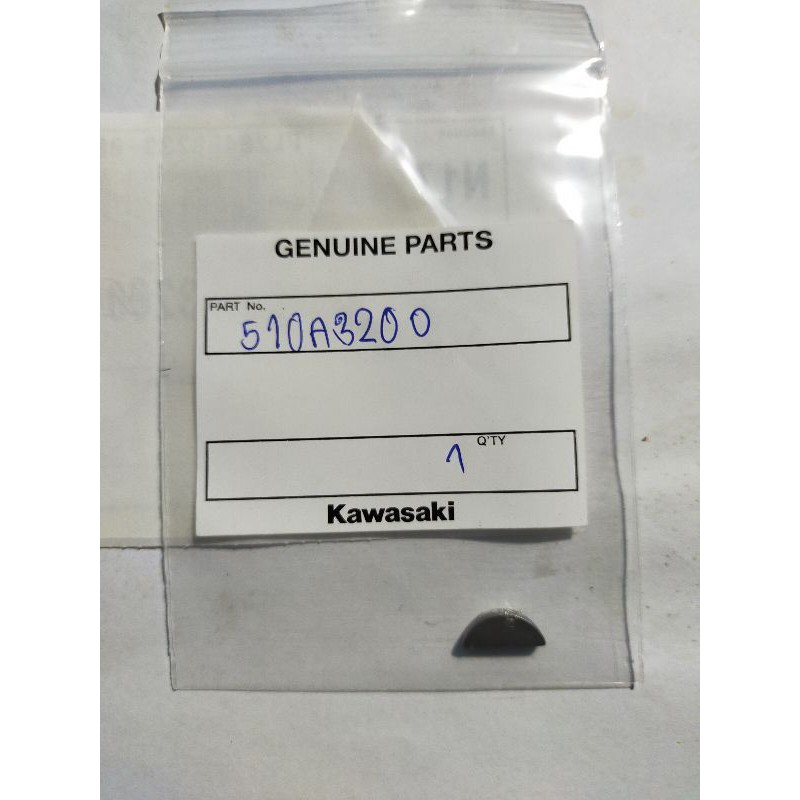 GENUINE PARTS
PART No.
510A3200
Q'TY
1
Kawasaki